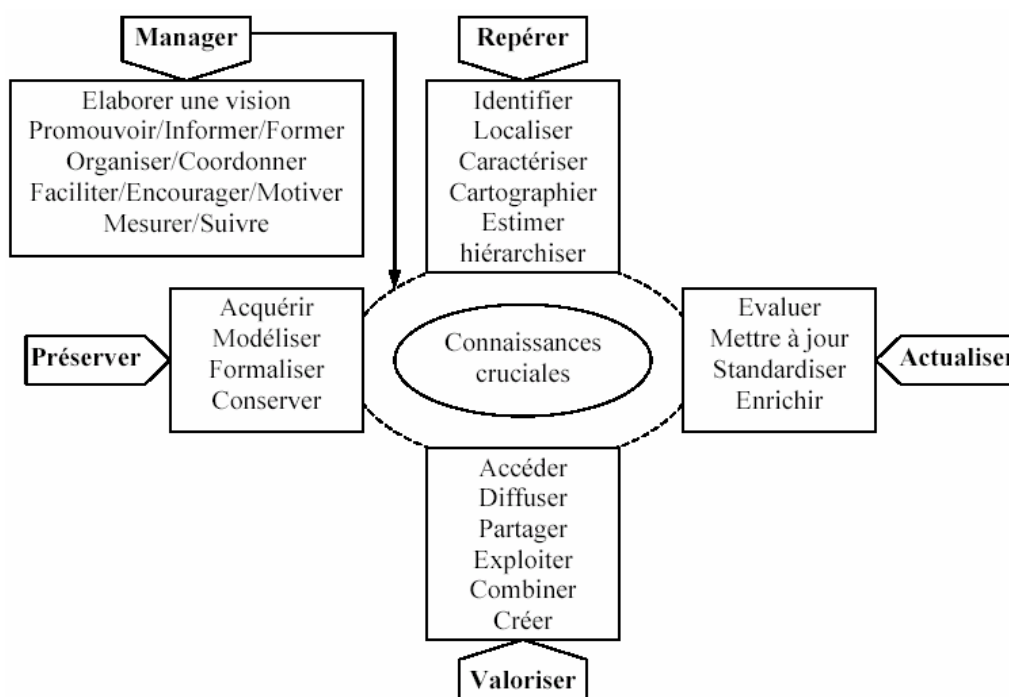 Manager
Elaborer une vision
Promouvoir/Informer/Former
Organiser/Coordonner
Faciliter/Encourager/Motiver
Mesurer/Suivre
Repérer
Identifier
Localiser
Caractériser
Cartographier
Estimer
hiérarchiser
Préserver
Acquérir
Modéliser
Formaliser
Conserver
Connaissances
cruciales
Evaluer
Mettre à jour
Standardiser
Enrichir
Actualiser
Accéder
Diffuser
Partager
Exploiter
Combiner
Créer
Valoriser